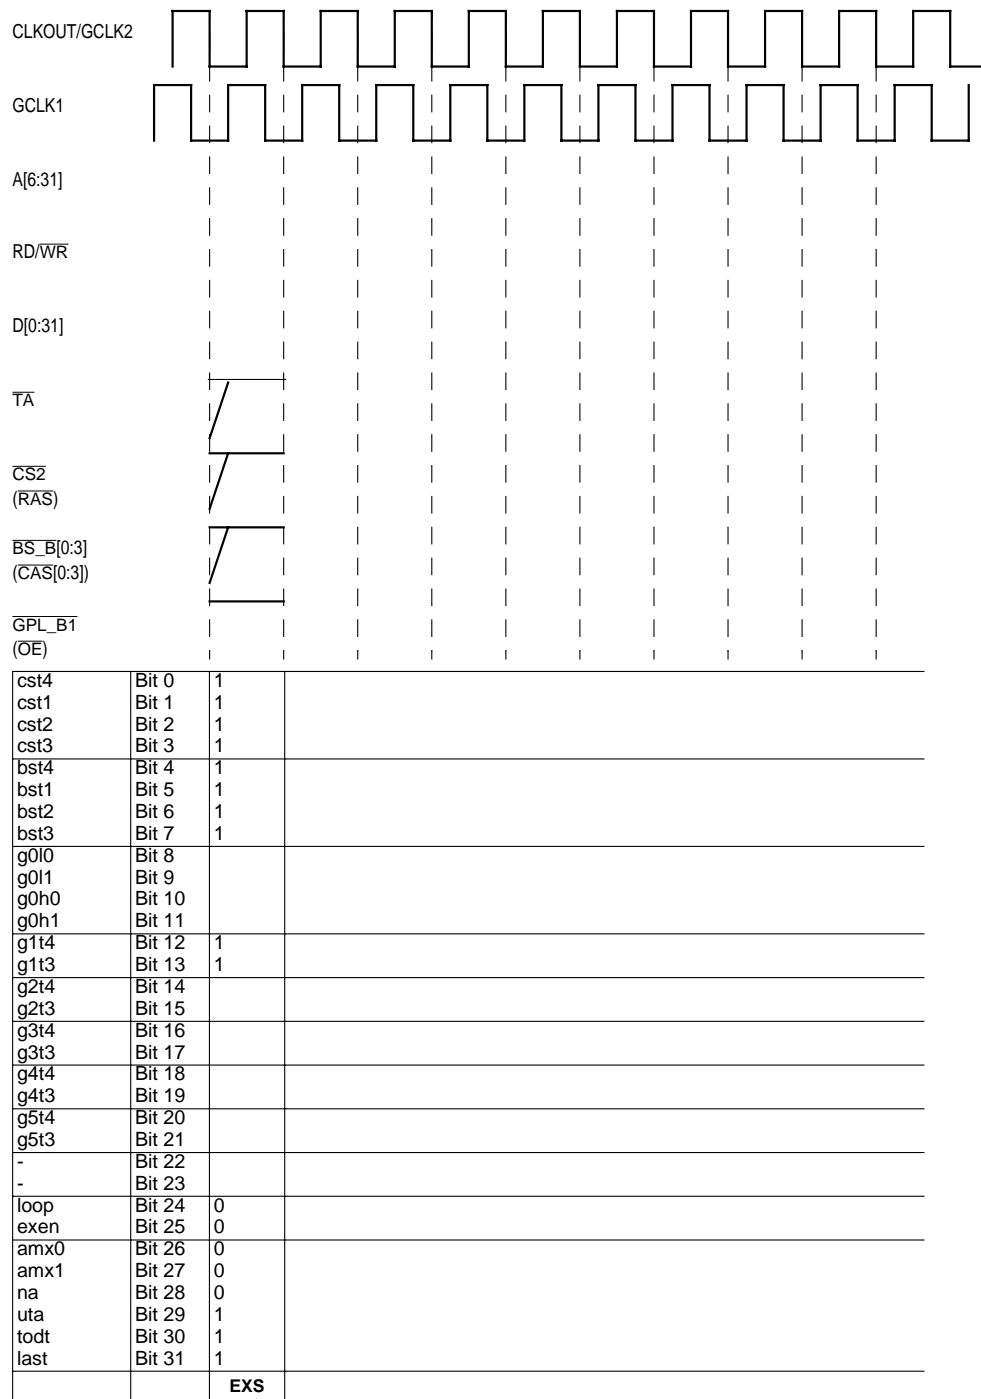 CLKOUT/GCLK2
GCLK1
A[6:31]
RD/WR
D[0:31]
TA
CS2
(RAS)
BS_B[0:3]
(CAS[0:3])
GPL_B1
(OE)
cst4 Bit 0 1
cst1 Bit 1 1
cst2 Bit 2 1
cst3 Bit 3 1
bst4 Bit 4 1
bst1 Bit 5 1
bst2 Bit 6 1
bst3 Bit 7 1
g0l0 Bit 8
g0l1 Bit 9
g0h0 Bit 10
g0h1 Bit 11
g1t4 Bit 12 1
g1t3 Bit 13 1
g2t4 Bit 14
g2t3 Bit 15
g3t4 Bit 16
g3t3 Bit 17
g4t4 Bit 18
g4t3 Bit 19
g5t4 Bit 20
g5t3 Bit 21
- Bit 22
- Bit 23
loop Bit 24 0
exen Bit 25 0
amx0 Bit 26 0
amx1 Bit 27 0
na Bit 28 0
uta Bit 29 1
todt Bit 30 1
last Bit 31 1
EXS